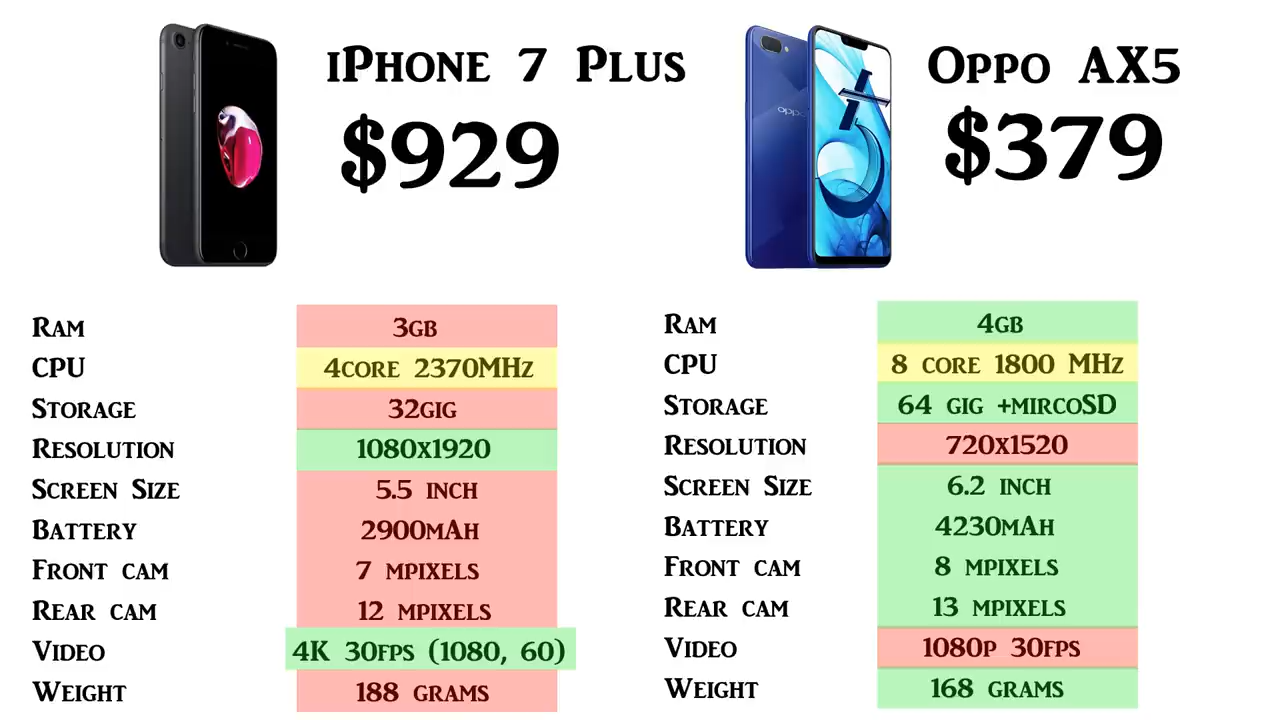 iPhone 7 Plus
$929
Ram 3gb
CPU 4core 2370MHz
Storage 32gig
Resolution 1080x1920
Screen Size 5.5 inch
Battery 2900mAh
Front cam 7 mpixels
Rear cam 12 mpixels
Video 4K 30fps (1080, 60)
Weight 188 grams
oppo
Oppo AX5
$379
Ram 4gb
CPU 8 core 1800 MHz
Storage 64 gig +mircoSD
Resolution 720x1520
Screen Size 6.2 inch
Battery 4230mAh
Front cam 8 mpixels
Rear cam 13 mpixels
Video 1080p 30fps
Weight 168 grams